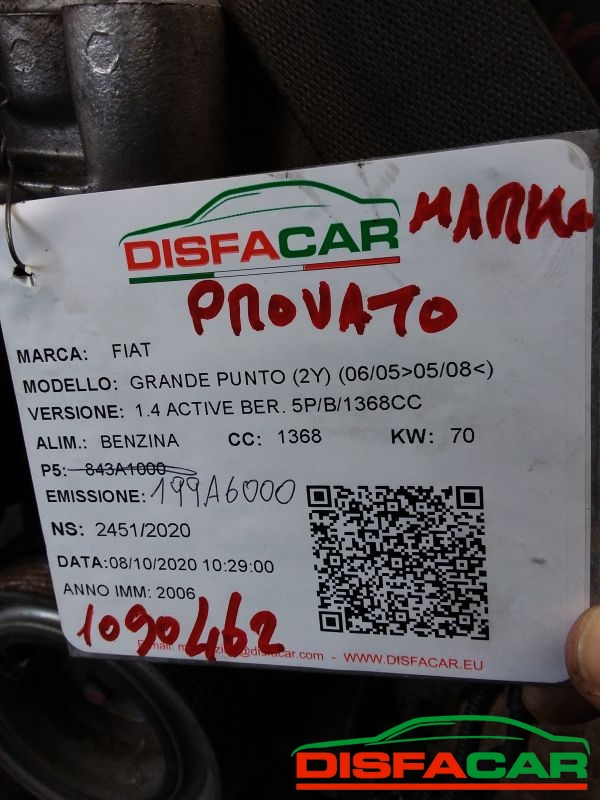 DISFACAR
PROVATO
MARCA: FIAT
MODELLO: GRANDE PUNTO (2Y) (06/05>05/08<)
VERSIONE: 1.4 ACTIVE BER. 5P/B/1368CC
ALIM.: BENZINA CC: 1368 KW: 70
P5: 843A1000
EMISSIONE: 199A6000
NS: 2451/2020
DATA:08/10/2020 10:29:00
ANNO IMM: 2006
1090462
@disfacar.com - WWW.DISFACAR.EU
DISFACAR